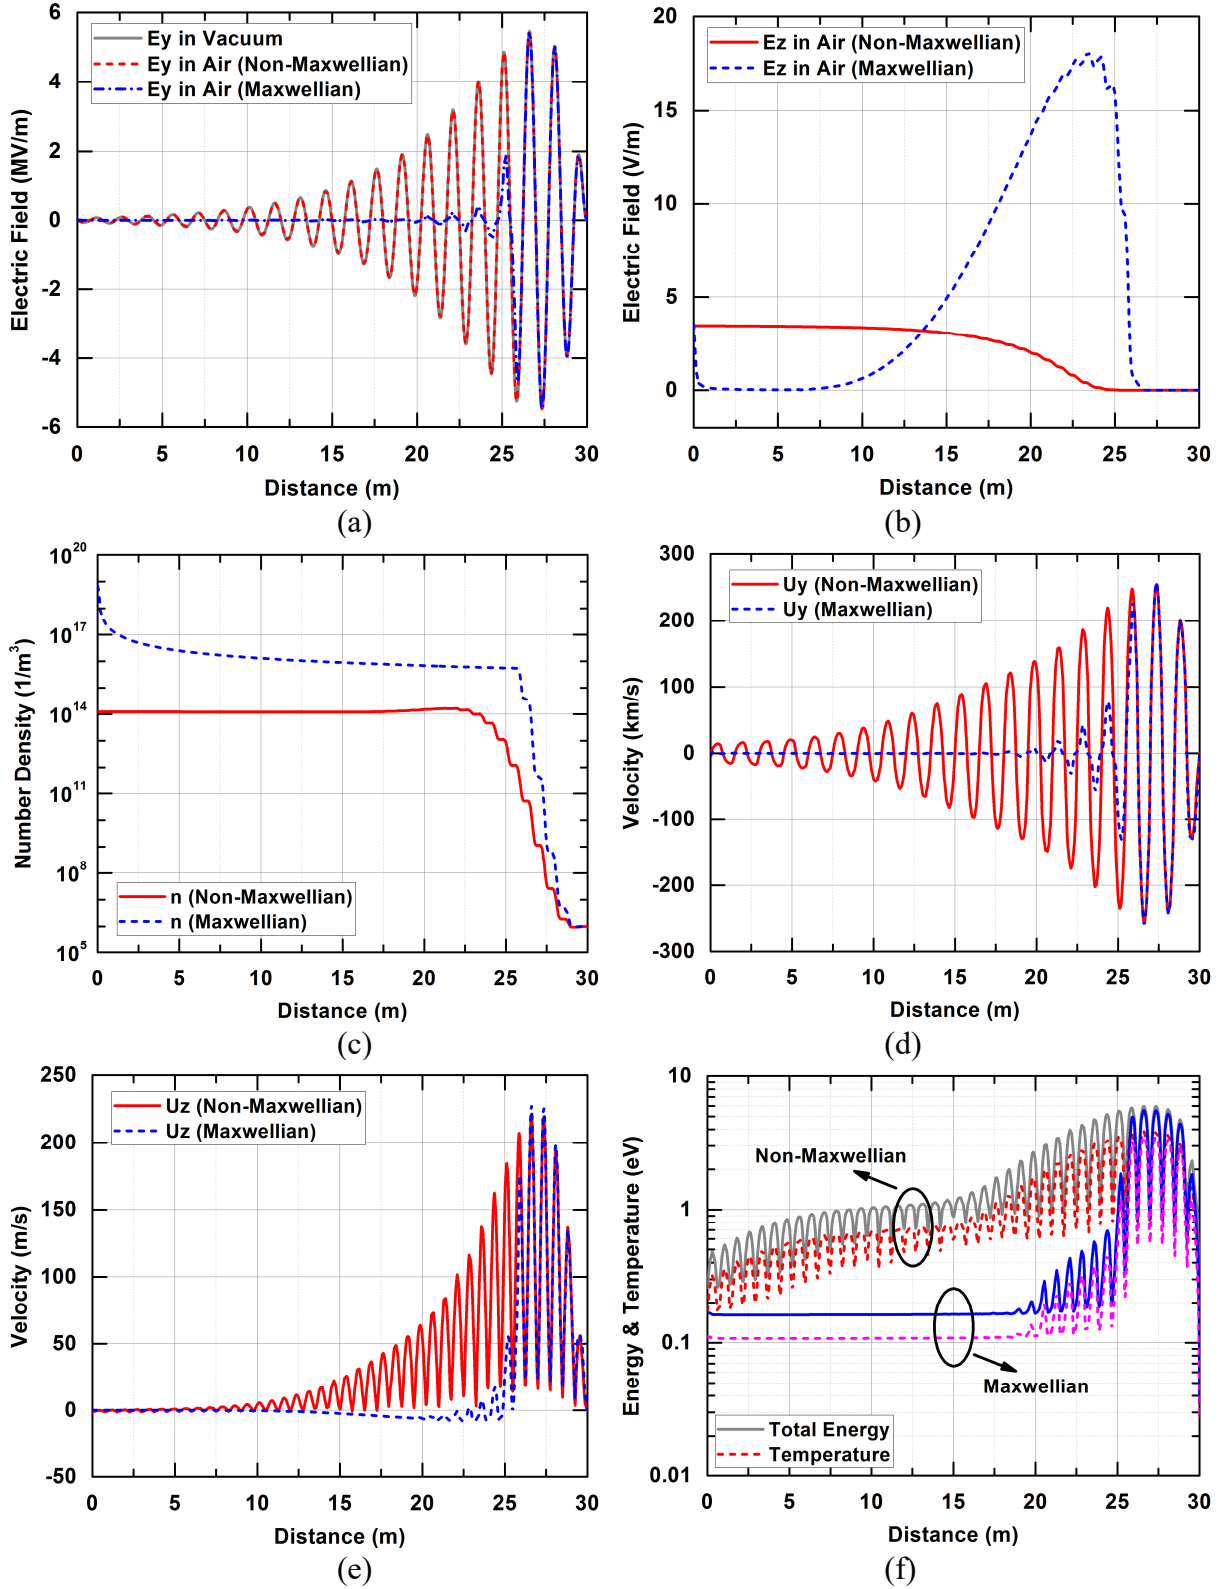 6
4
2
0
-2
-4
-6
Electric Field (MV/m)
Ey in Vacuum
Ey in Air (Non-Maxwellian)
Ey in Air (Maxwellian)
0 5 10 15 20 25 30
Distance (m)
(a)
20
15
10
5
0
Electric Field (V/m)
Ez in Air (Non-Maxwellian)
Ez in Air (Maxwellian)
0 5 10 15 20 25 30
Distance (m)
(b)
10^20
10^17
10^14
10^11
10^8
10^5
Number Density (1/m^3)
n (Non-Maxwellian)
n (Maxwellian)
0 5 10 15 20 25 30
Distance (m)
(c)
300
200
100
0
-100
-200
-300
Velocity (km/s)
Uy (Non-Maxwellian)
Uy (Maxwellian)
0 5 10 15 20 25 30
Distance (m)
(d)
250
200
150
100
50
0
-50
Velocity (m/s)
Uz (Non-Maxwellian)
Uz (Maxwellian)
0 5 10 15 20 25 30
Distance (m)
(e)
10
1
0.1
0.01
Energy & Temperature (eV)
Non-Maxwellian
Maxwellian
Total Energy
Temperature
0 5 10 15 20 25 30
Distance (m)
(f)